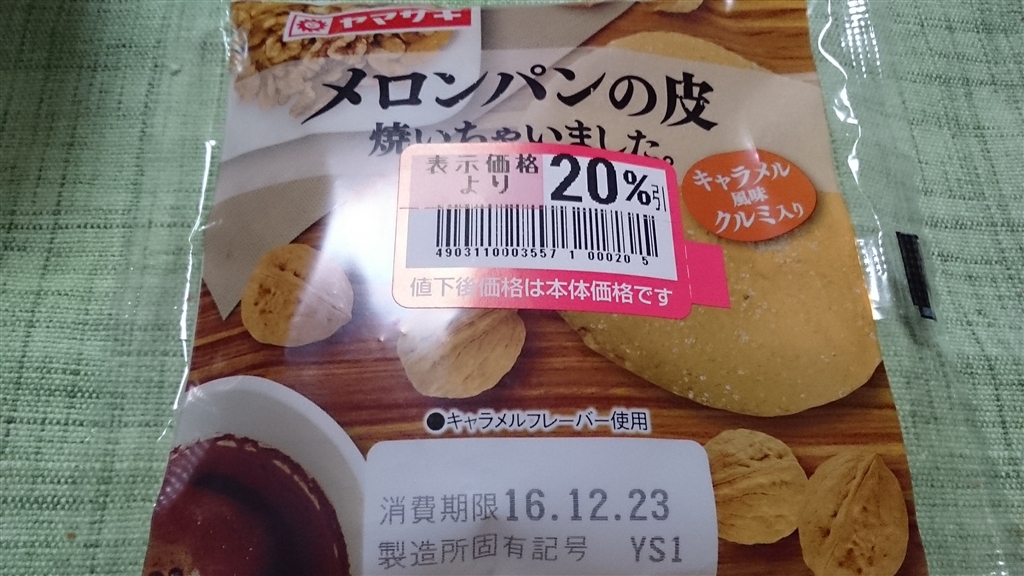 ヤマザキ
メロンパンの皮
焼いちゃいました。
キャラメル
風味
クルミ入り
表示価格
より
20%引
4903110003557 1 00020 5
値下後価格は本体価格です
●キャラメルフレーバー使用
消費期限16.12.23
製造所固有記号 YS1